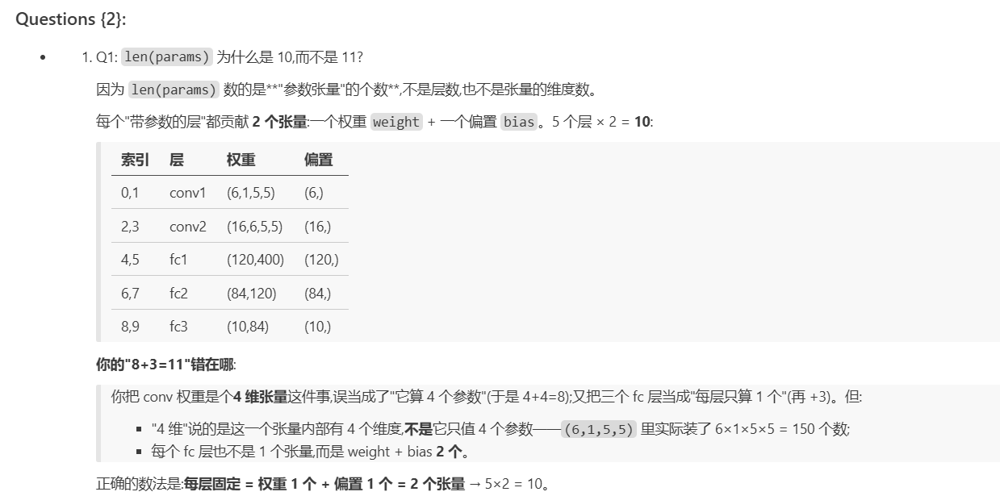 Questions {2}:
1. Q1: len(params) 为什么是 10,而不是 11?
因为 len(params) 数的是**"参数张量"的个数**,不是层数,也不是张量的维度数。
每个"带参数的层"都贡献 2 个张量:一个权重 weight + 一个偏置 bias。5 个层 × 2 = 10:
索引 层 权重 偏置
0,1 conv1 (6,1,5,5) (6,)
2,3 conv2 (16,6,5,5) (16,)
4,5 fc1 (120,400) (120,)
6,7 fc2 (84,120) (84,)
8,9 fc3 (10,84) (10,)
你的"8+3=11"错在哪:
你把 conv 权重是个4 维张量这件事,误当成了"它算 4 个参数"(于是 4+4=8);又把三个 fc 层当成"每层只算 1 个"(再 +3)。但:
"4 维"说的是这一个张量内部有 4 个维度,不是它只值 4 个参数——(6,1,5,5) 里实际装了 6×1×5×5 = 150 个数;
每个 fc 层也不是 1 个张量,而是 weight + bias 2 个。
正确的数法是:每层固定 = 权重 1 个 + 偏置 1 个 = 2 个张量 → 5×2 = 10。